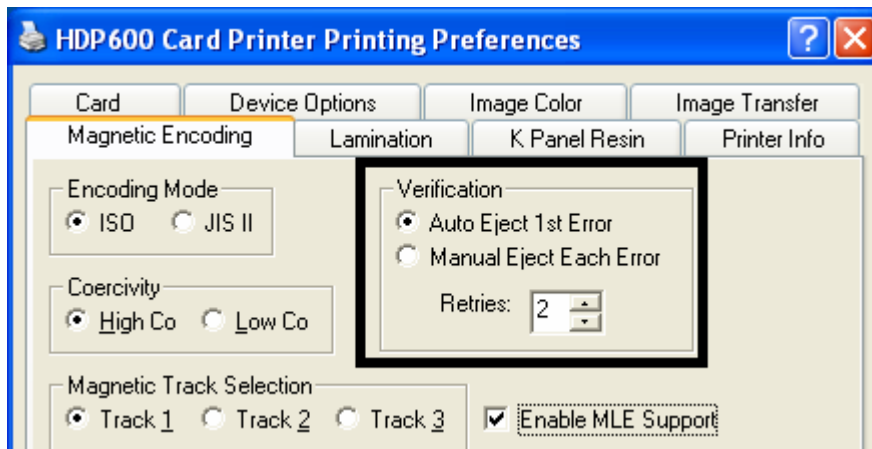 HDP600 Card Printer Printing Preferences
Card Device Options Image Color Image Transfer
Magnetic Encoding Lamination K Panel Resin Printer Info
Encoding Mode
ISO JIS II
Verification
Auto Eject 1st Error
Manual Eject Each Error
Retries: 2
Coercivity
High Co Low Co
Magnetic Track Selection
Track 1 Track 2 Track 3 Enable MLE Support